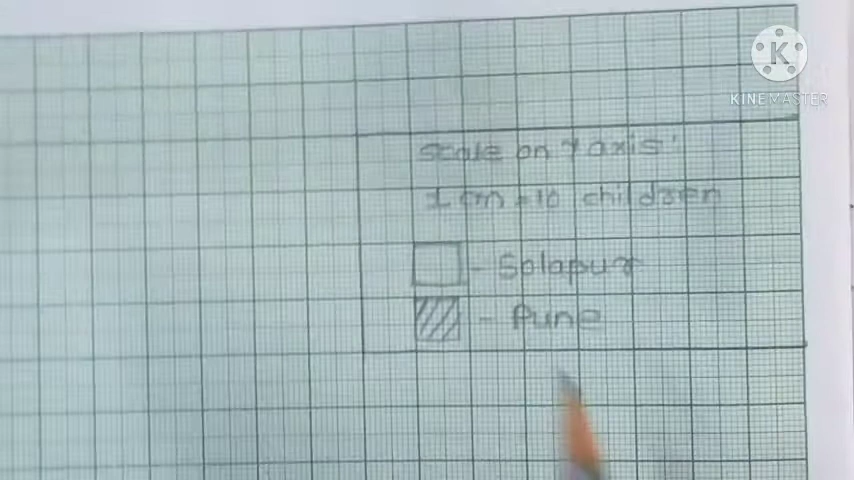 KINEMASTER
Scale on Y axis:
1 cm = 10 children
- Solapur
- Pune